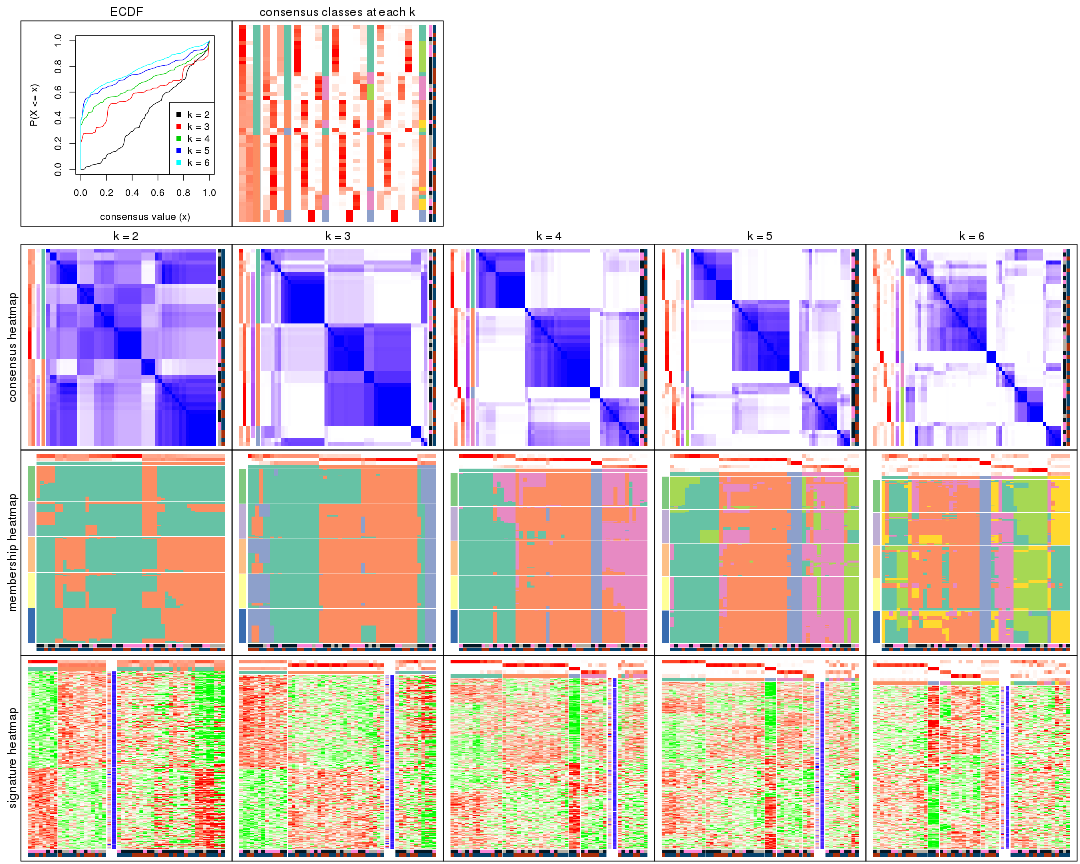 ECDF
consensus classes at each k
P(X <= x)
0.0 0.2 0.4 0.6 0.8 1.0
k = 2
k = 3
k = 4
k = 5
k = 6
0.0 0.2 0.4 0.6 0.8 1.0
consensus value (x)
k = 2
k = 3
k = 4
k = 5
k = 6
consensus heatmap
membership heatmap
signature heatmap